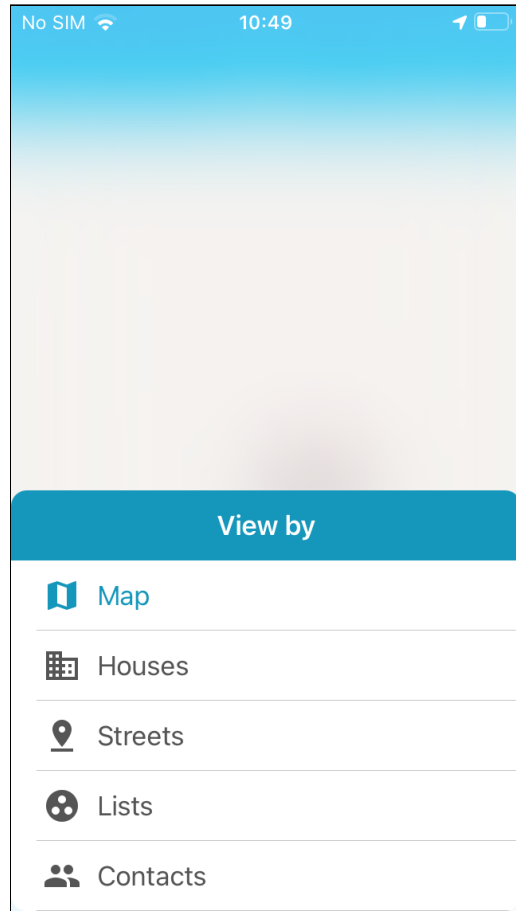 No SIM 10:49
View by
Map
Houses
Streets
Lists
Contacts